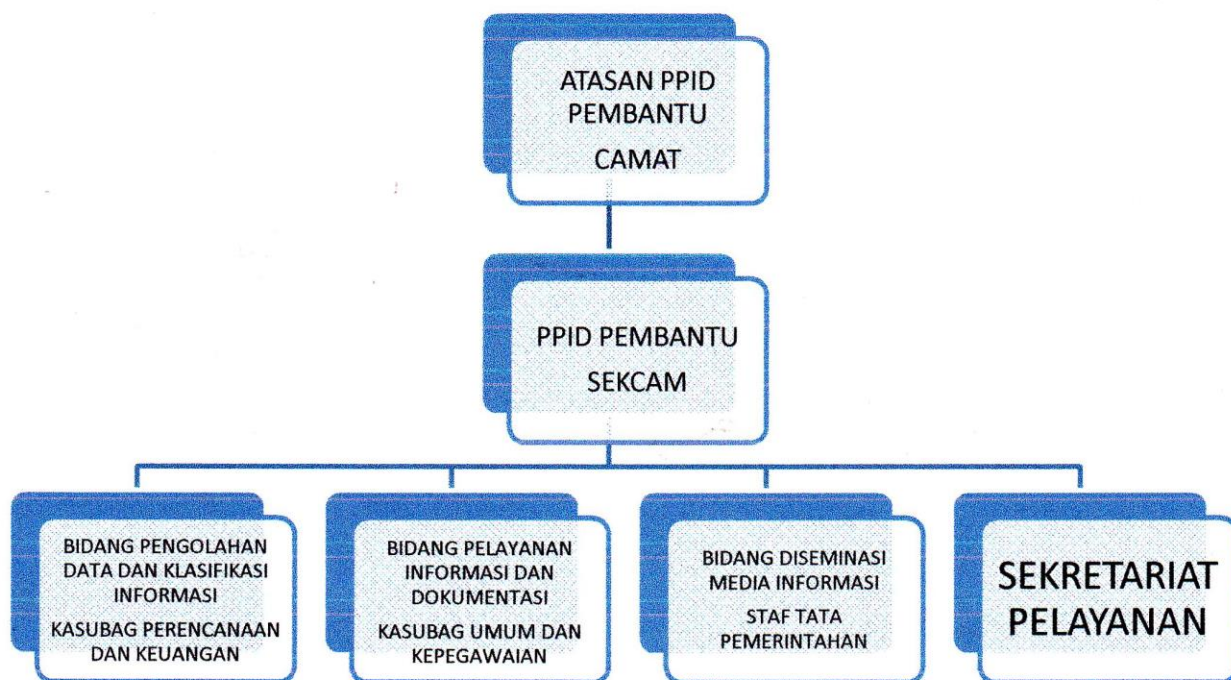 ATASAN PPID
PEMBANTU
CAMAT
PPID PEMBANTU
SEKCAM
BIDANG PENGOLAHAN
DATA DAN KLASIFIKASI
INFORMASI
KASUBAG PERENCANAAN
DAN KEUANGAN
BIDANG PELAYANAN
INFORMASI DAN
DOKUMENTASI
KASUBAG UMUM DAN
KEPEGAWAIAN
BIDANG DISEMINASI
MEDIA INFORMASI
STAF TATA
PEMERINTAHAN
SEKRETARIAT
PELAYANAN